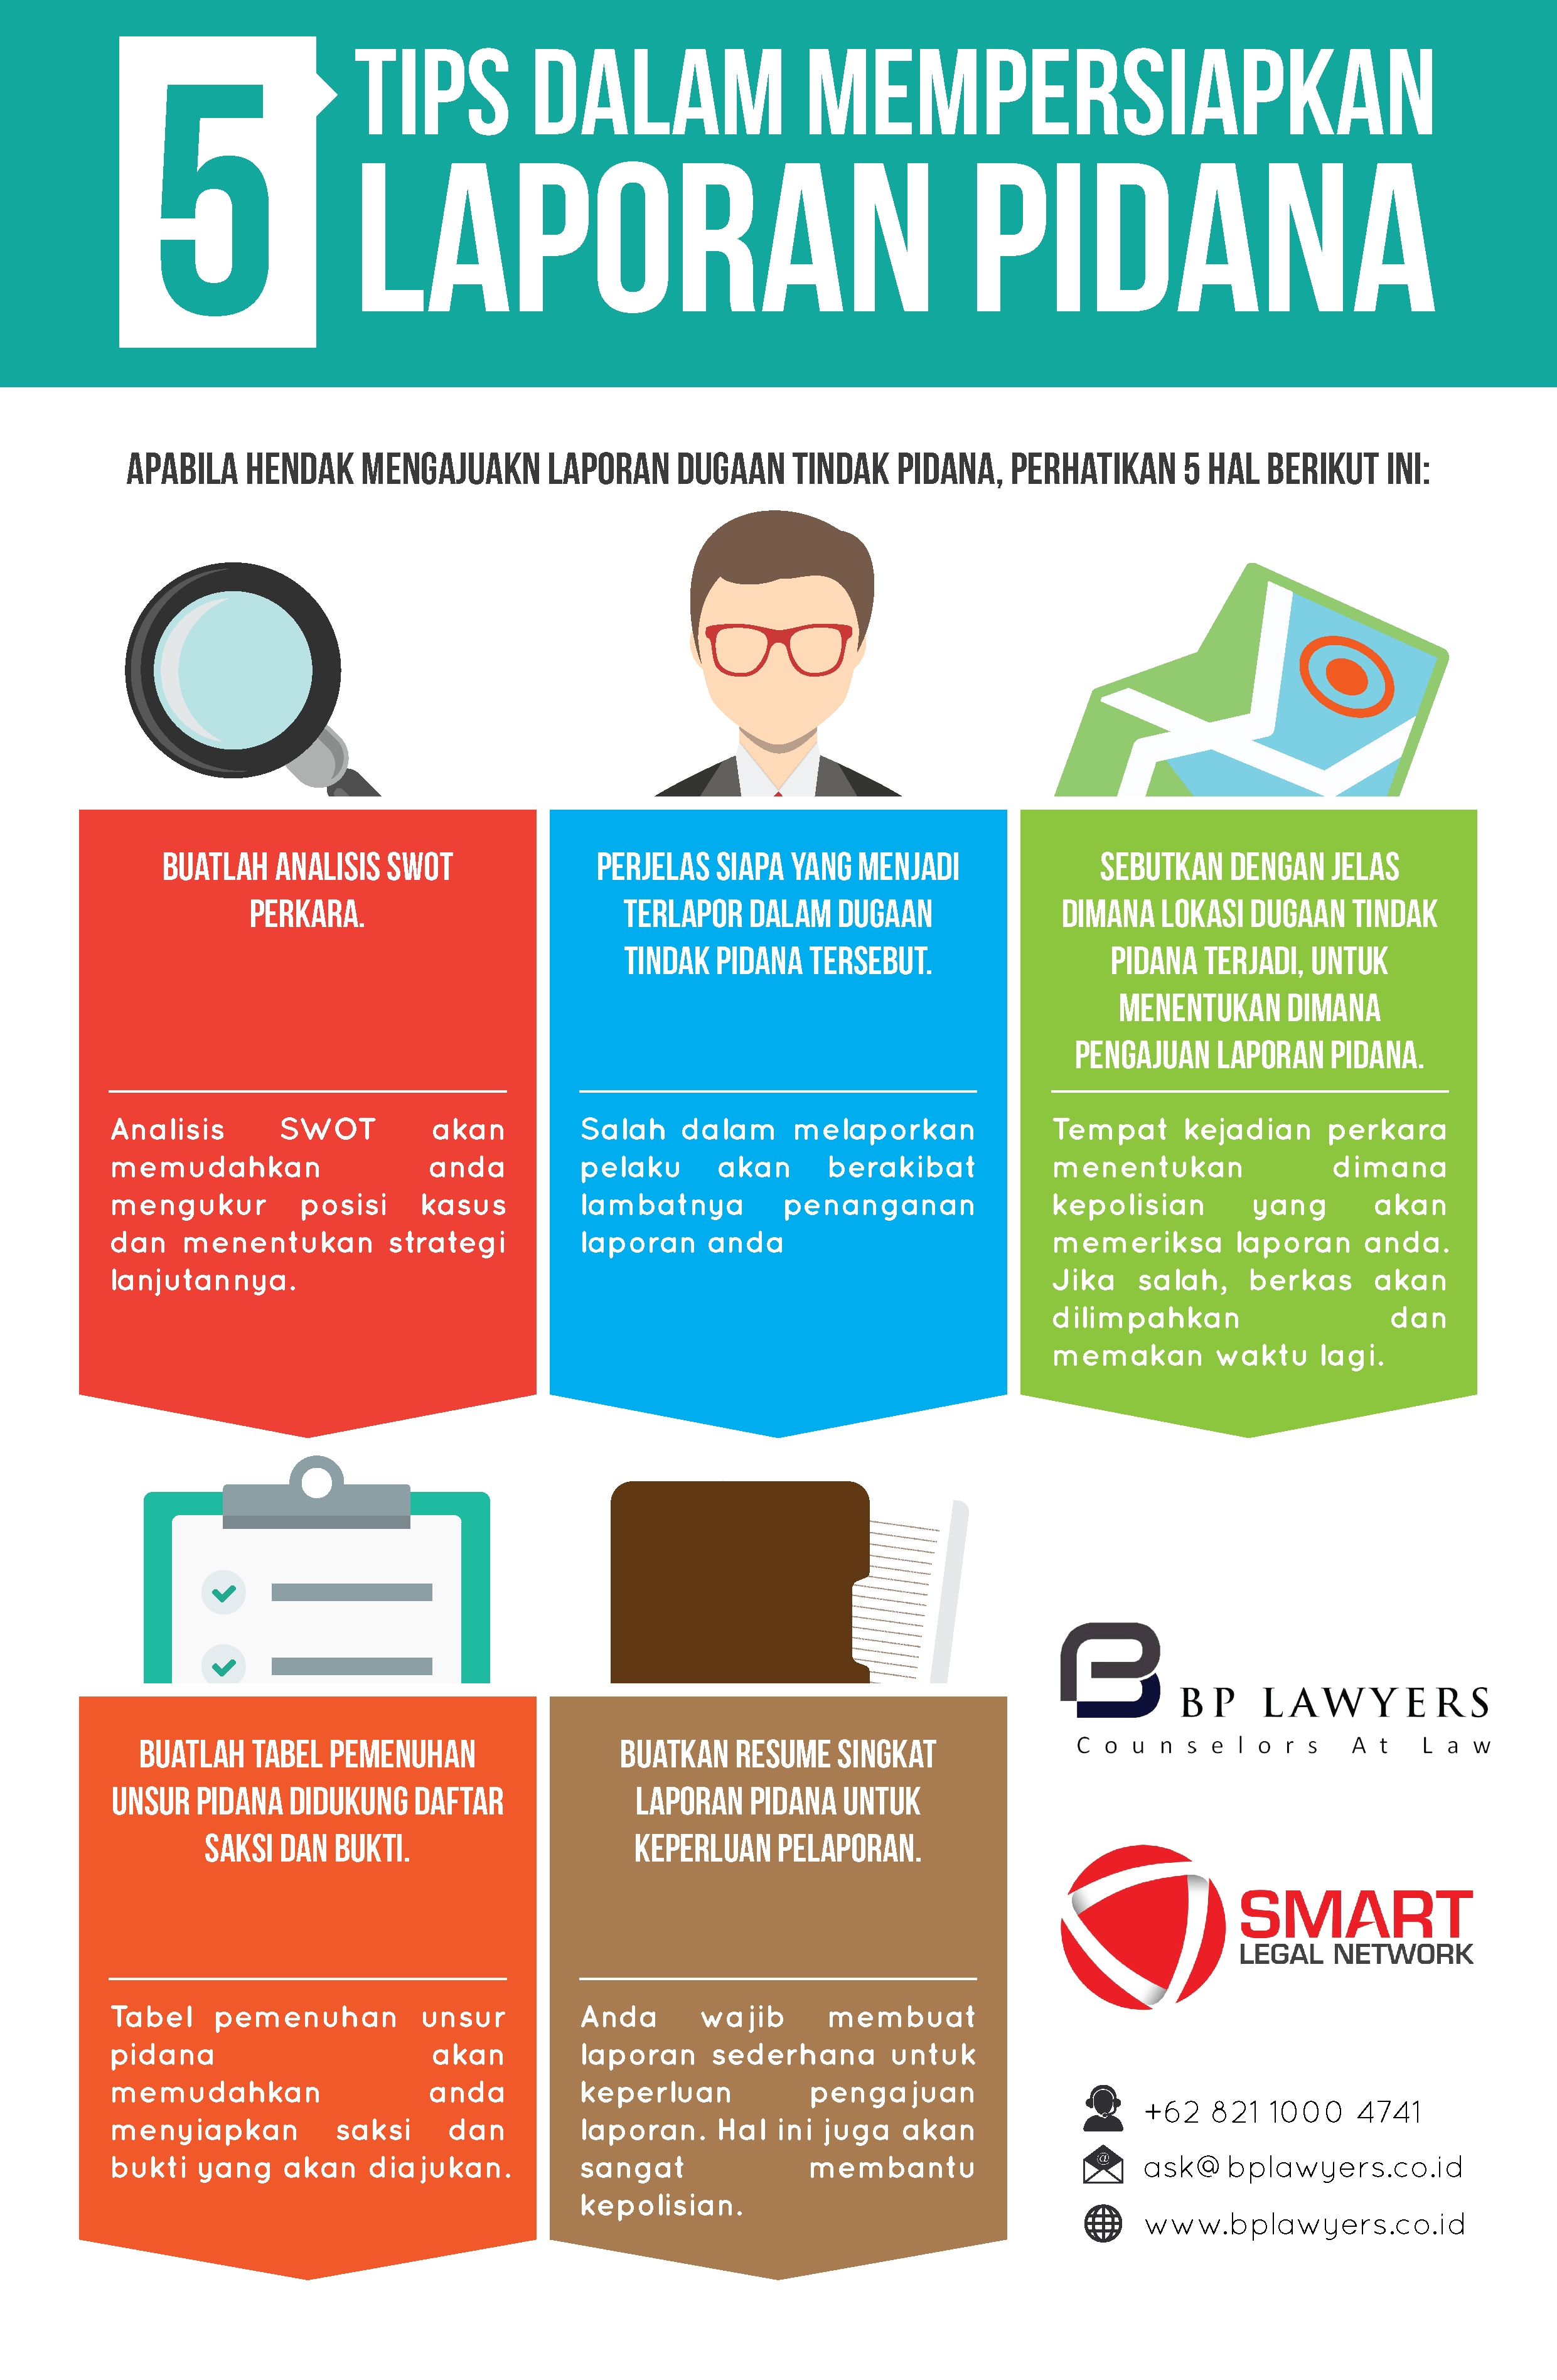 5
TIPS DALAM MEMPERSIAPKAN
LAPORAN PIDANA
APABILA HENDAK MENGAJUAKN LAPORAN DUGAAN TINDAK PIDANA, PERHATIKAN 5 HAL BERIKUT INI:
BUATLAH ANALISIS SWOT
PERKARA.
Analisis SWOT akan
memudahkan anda
mengukur posisi kasus
dan menentukan strategi
lanjutannya.
PERJELAS SIAPA YANG MENJADI
TERLAPOR DALAM DUGAAN
TINDAK PIDANA TERSEBUT.
Salah dalam melaporkan
pelaku akan berakibat
lambatnya penanganan
laporan anda
SEBUTKAN DENGAN JELAS
DIMANA LOKASI DUGAAN TINDAK
PIDANA TERJADI, UNTUK
MENENTUKAN DIMANA
PENGAJUAN LAPORAN PIDANA.
Tempat kejadian perkara
menentukan dimana
kepolisian yang akan
memeriksa laporan anda.
Jika salah, berkas akan
dilimpahkan dan
memakan waktu lagi.
BUATLAH TABEL PEMENUHAN
UNSUR PIDANA DIDUKUNG DAFTAR
SAKSI DAN BUKTI.
Tabel pemenuhan unsur
pidana akan
memudahkan anda
menyiapkan saksi dan
bukti yang akan diajukan.
BUATKAN RESUME SINGKAT
LAPORAN PIDANA UNTUK
KEPERLUAN PELAPORAN.
Anda wajib membuat
laporan sederhana untuk
keperluan pengajuan
laporan. Hal ini juga akan
sangat membantu
kepolisian.
BP LAWYERS
Counselors At Law
SMART
LEGAL NETWORK
+62 821 1000 4741
ask@bplawyers.co.id
www.bplawyers.co.id